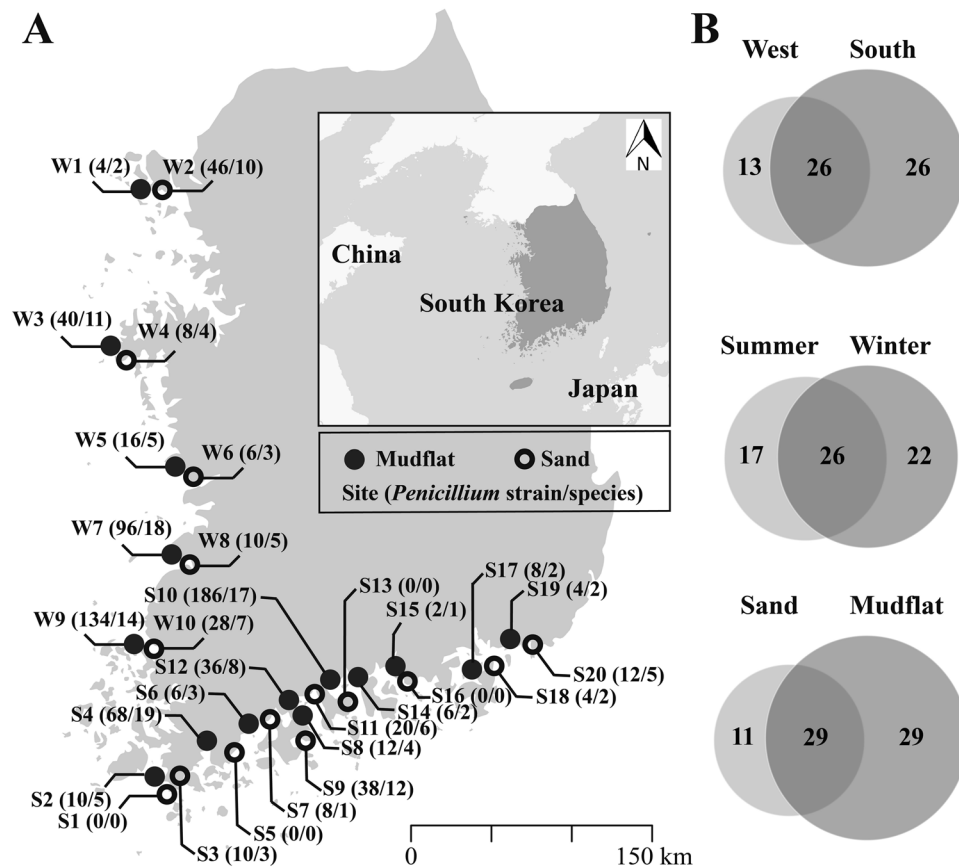 A
B
West South
13 26 26
N
W1 (4/2) W2 (46/10)
China
South Korea
Japan
W3 (40/11) W4 (8/4)
Summer Winter
17 26 22
Mudflat Sand
Site (Penicillium strain/species)
W5 (16/5) W6 (6/3)
W7 (96/18) W8 (10/5)
S10 (186/17) S13 (0/0) S15 (2/1) S17 (8/2) S19 (4/2)
W9 (134/14) W10 (28/7)
S12 (36/8)
S6 (6/3)
S4 (68/19)
S20 (12/5)
S18 (4/2)
S16 (0/0)
S14 (6/2)
S11 (20/6)
S8 (12/4)
S9 (38/12)
S2 (10/5)
S1 (0/0)
S3 (10/3)
S5 (0/0)
S7 (8/1)
0 150 km
Sand Mudflat
11 29 29